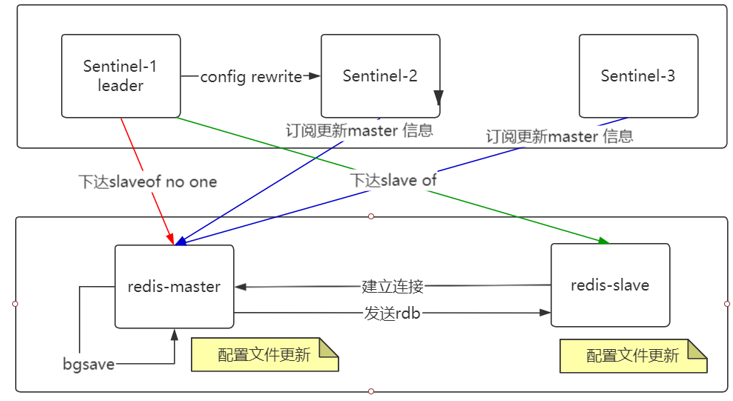 Sentinel-1
leader
config rewrite
Sentinel-2
Sentinel-3
订阅更新master 信息
订阅更新master 信息
下达slaveof no one
下达slave of
redis-master
建立连接
redis-slave
发送rdb
bgsave
配置文件更新
配置文件更新